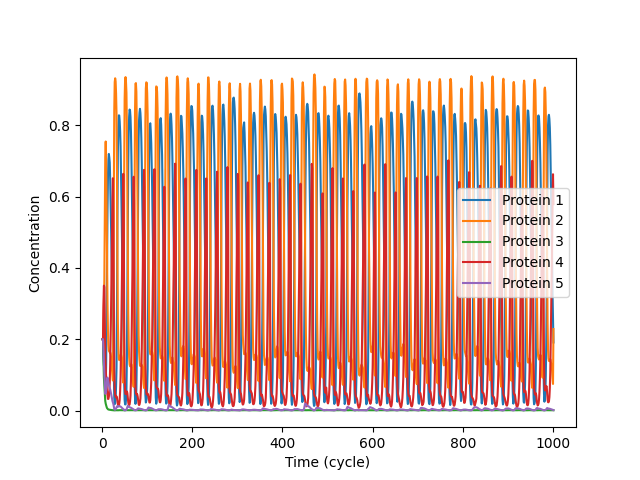 0.8
0.6
0.4
0.2
0.0
Concentration
Protein 1
Protein 2
Protein 3
Protein 4
Protein 5
0 200 400 600 800 1000
Time (cycle)